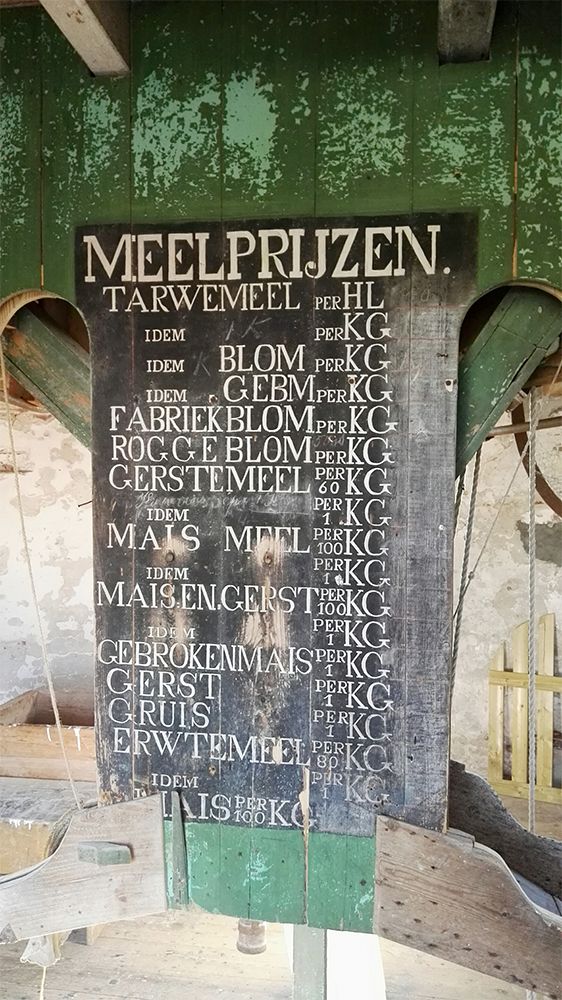 MEELPRIJZEN.
TARWEMEEL PER HL
IDEM PER KG
IDEM BLOM PER KG
IDEM GEBM PER KG
FABRIEKBLOM PER KG
ROGGEBLOM PER KG
GERSTEMEEL PER 60 KG
IDEM PER 1 KG
MAIS MEEL PER 100 KG
IDEM PER 1 KG
MAIS.EN.GERST PER 100 KG
IDEM PER 1 KG
GEBROKENMAIS PER 1 KG
GERST PER 1 KG
GRUIS PER 1 KG
ERWTEMEEL PER 80 KG
IDEM PER 1 KG
MAIS PER 100 KG